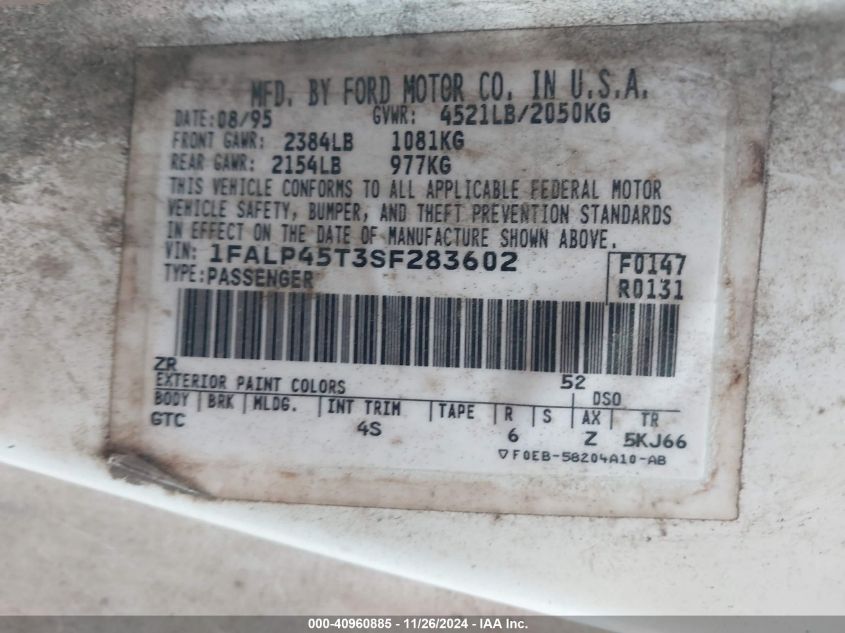 MFD. BY FORD MOTOR CO. IN U.S.A.
DATE: 08/95 GVWR: 4521LB/2050KG
FRONT GAWR: 2384LB 1081KG
REAR GAWR: 2154LB 977KG
THIS VEHICLE CONFORMS TO ALL APPLICABLE FEDERAL MOTOR
VEHICLE SAFETY, BUMPER, AND THEFT PREVENTION STANDARDS
IN EFFECT ON THE DATE OF MANUFACTURE SHOWN ABOVE.
VIN: 1FALP45T3SF283602 F0147
TYPE: PASSENGER R0131
ZR 52
EXTERIOR PAINT COLORS DSO
BODY BRK MLDG. INT TRIM TAPE R S AX TR
GTC 4S 6 Z 5KJ66
▽ F0EB-58204A10-AB
000-40960885 - 11/26/2024 - IAA Inc.